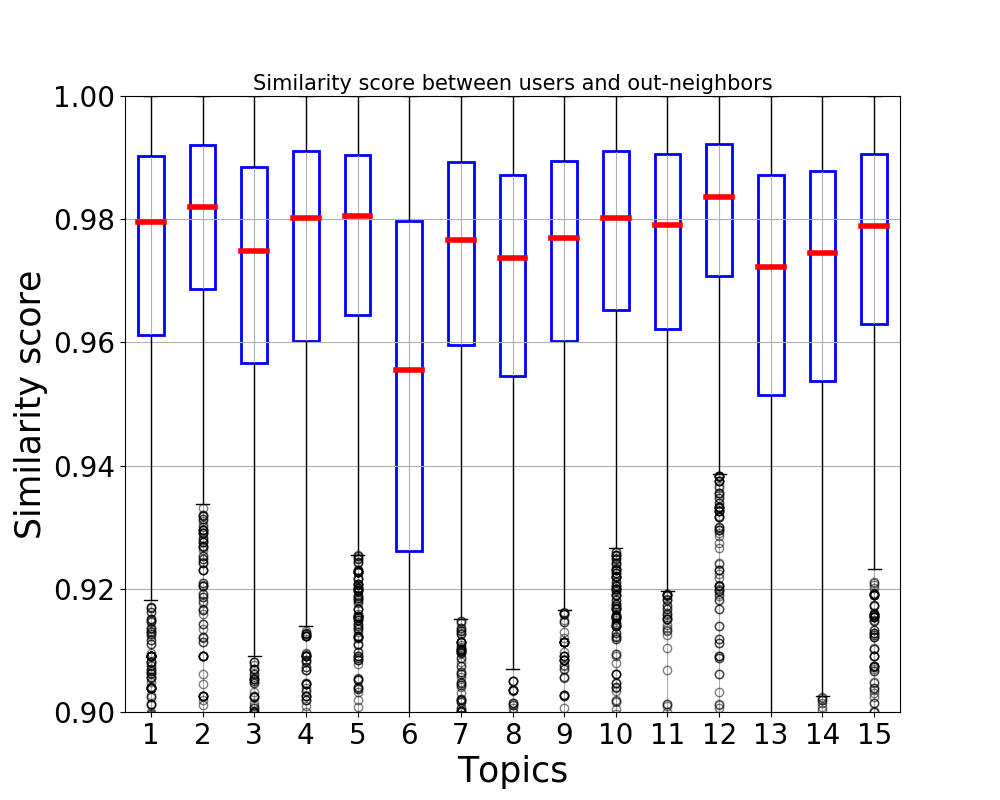 Similarity score between users and out-neighbors
1.00
0.98
0.96
0.94
0.92
0.90
Similarity score
1 2 3 4 5 6 7 8 9 10 11 12 13 14 15
Topics